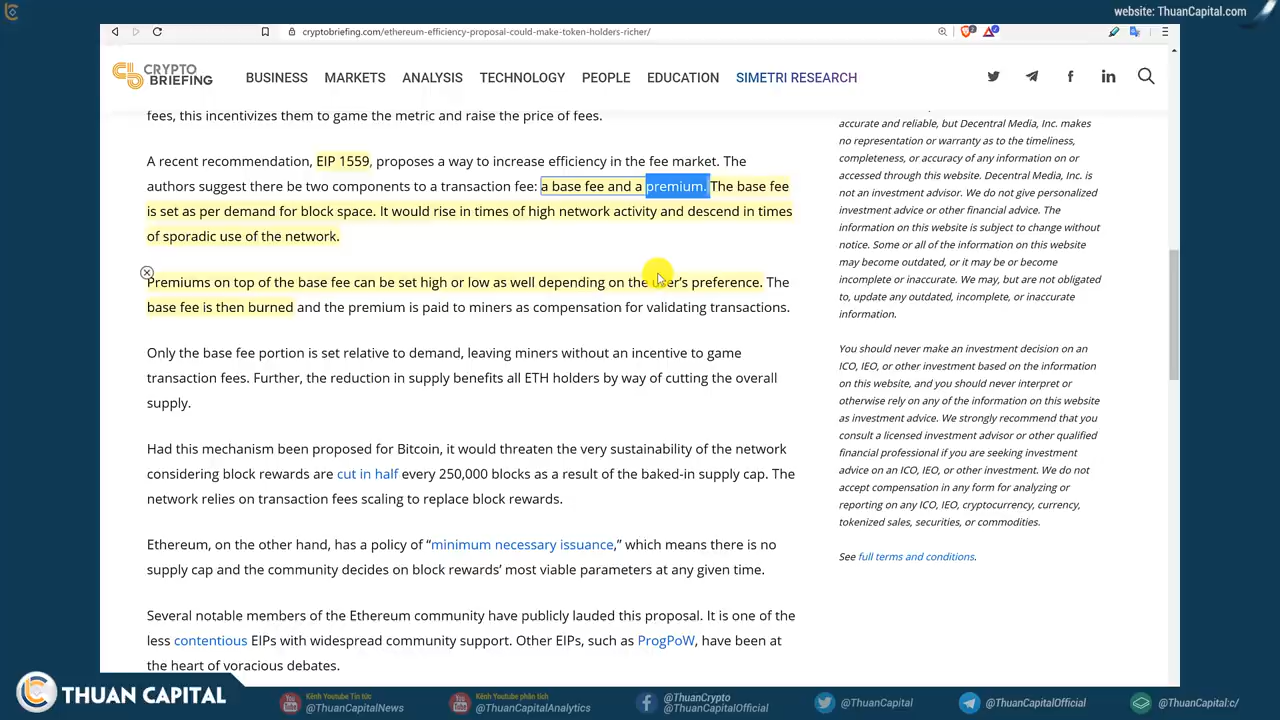 website: ThuanCapital.com
cryptobriefing.com/ethereum-efficiency-proposal-could-make-token-holders-richer/
CRYPTO
BRIEFING
BUSINESS MARKETS ANALYSIS TECHNOLOGY PEOPLE EDUCATION SIMETRI RESEARCH
fees, this incentivizes them to game the metric and raise the price of fees.
A recent recommendation, EIP 1559, proposes a way to increase efficiency in the fee market. The
authors suggest there be two components to a transaction fee: a base fee and a premium. The base fee
is set as per demand for block space. It would rise in times of high network activity and descend in times
of sporadic use of the network.
Premiums on top of the base fee can be set high or low as well depending on the user's preference. The
base fee is then burned and the premium is paid to miners as compensation for validating transactions.
Only the base fee portion is set relative to demand, leaving miners without an incentive to game
transaction fees. Further, the reduction in supply benefits all ETH holders by way of cutting the overall
supply.
Had this mechanism been proposed for Bitcoin, it would threaten the very sustainability of the network
considering block rewards are cut in half every 250,000 blocks as a result of the baked-in supply cap. The
network relies on transaction fees scaling to replace block rewards.
Ethereum, on the other hand, has a policy of “minimum necessary issuance,” which means there is no
supply cap and the community decides on block rewards’ most viable parameters at any given time.
Several notable members of the Ethereum community have publicly lauded this proposal. It is one of the
less contentious EIPs with widespread community support. Other EIPs, such as ProgPoW, have been at
the heart of voracious debates.
accurate and reliable, but Decentral Media, Inc. makes
no representation or warranty as to the timeliness,
completeness, or accuracy of any information on or
accessed through this website. Decentral Media, Inc. is
not an investment advisor. We do not give personalized
investment advice or other financial advice. The
information on this website is subject to change without
notice. Some or all of the information on this website
may become outdated, or it may be or become
incomplete or inaccurate. We may, but are not obligated
to, update any outdated, incomplete, or inaccurate
information.
You should never make an investment decision on an
ICO, IEO, or other investment based on the information
on this website, and you should never interpret or
otherwise rely on any of the information on this website
as investment advice. We strongly recommend that you
consult a licensed investment advisor or other qualified
financial professional if you are seeking investment
advice on an ICO, IEO, or other investment. We do not
accept compensation in any form for analyzing or
reporting on any ICO, IEO, cryptocurrency, currency,
tokenized sales, securities, or commodities.
See full terms and conditions.
THUAN CAPITAL
Kênh Youtube Tin tức
@ThuanCapitalNews
Kênh Youtube phân tích
@ThuanCapitalAnalytics
@ThuanCrypto
@ThuanCapitalOfficial
@ThuanCapital
@ThuanCapitalOfficial
@ThuanCapital:c/